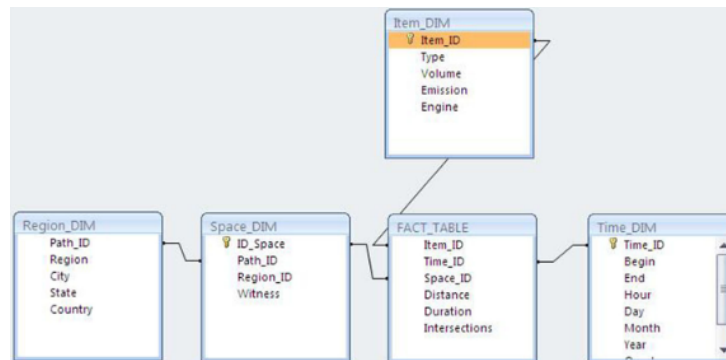 Item_DIM
Item_ID
Type
Volume
Emission
Engine
Region_DIM
Path_ID
Region
City
State
Country
Space_DIM
ID_Space
Path_ID
Region_ID
Witness
FACT_TABLE
Item_ID
Time_ID
Space_ID
Distance
Duration
Intersections
Time_DIM
Time_ID
Begin
End
Hour
Day
Month
Year